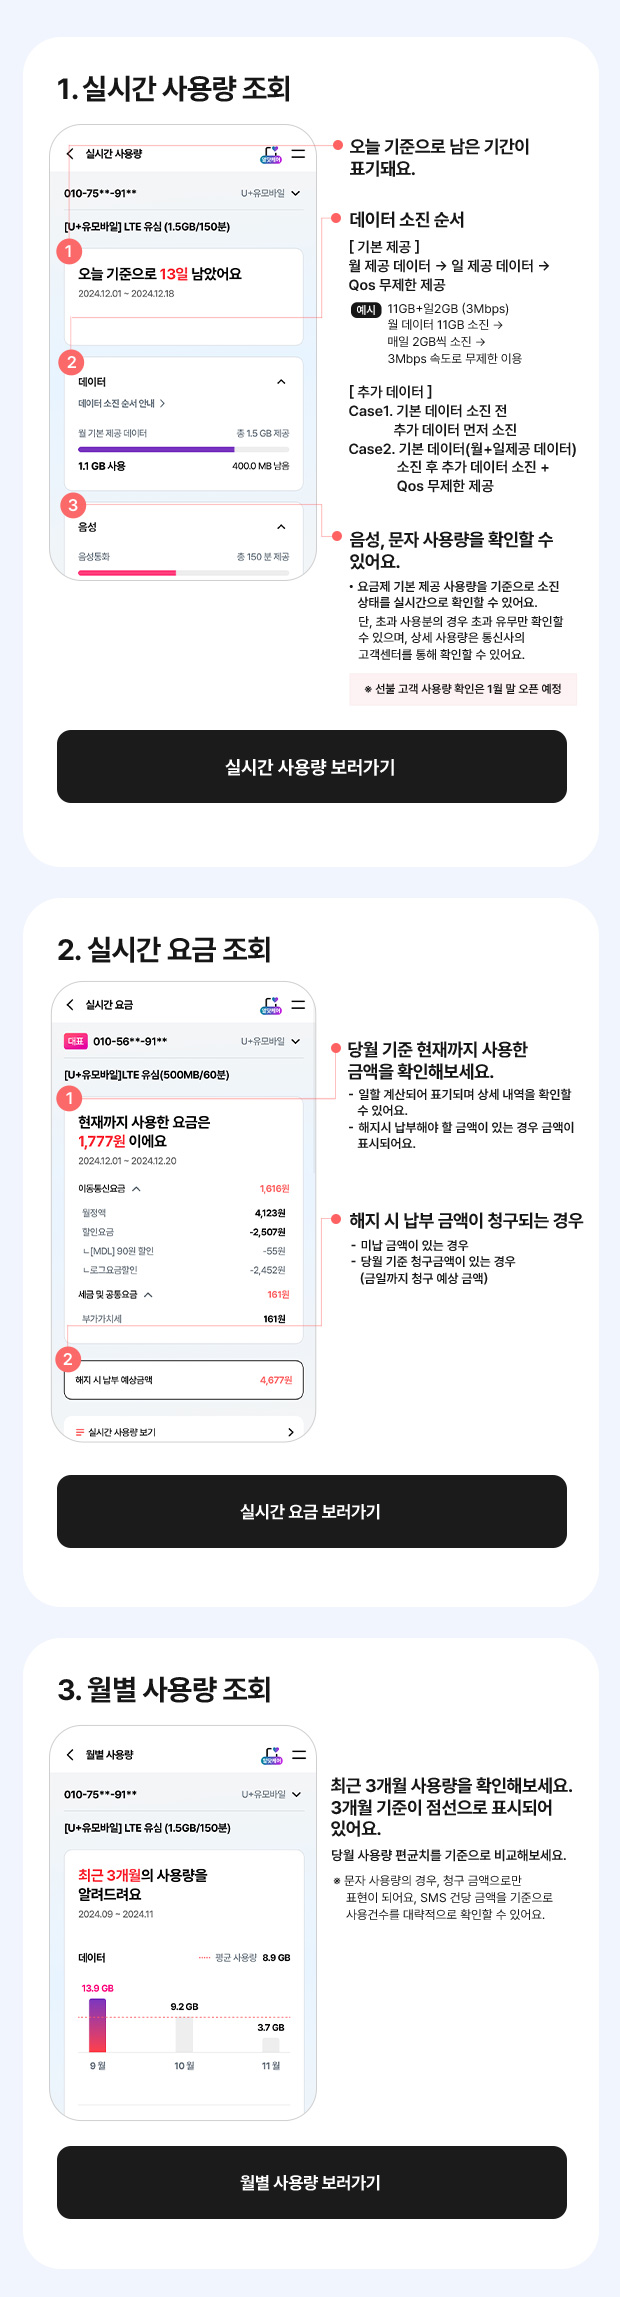 1. 실시간 사용량 조회
실시간 사용량
알닷케어
010-75**-91**
U+유모바일
[U+유모바일] LTE 유심 (1.5GB/150분)
1
오늘 기준으로 13일 남았어요
2024.12.01 ~ 2024.12.18
2
데이터
데이터 소진 순서 안내
월 기본 제공 데이터
총 1.5 GB 제공
1.1 GB 사용
400.0 MB 남음
3
음성
음성통화
총 150 분 제공
오늘 기준으로 남은 기간이
표기돼요.
데이터 소진 순서
[ 기본 제공 ]
월 제공 데이터 → 일 제공 데이터 →
Qos 무제한 제공
예시
11GB+일2GB (3Mbps)
월 데이터 11GB 소진 →
매일 2GB씩 소진 →
3Mbps 속도로 무제한 이용
[ 추가 데이터 ]
Case1. 기본 데이터 소진 전
추가 데이터 먼저 소진
Case2. 기본 데이터(월+일제공 데이터)
소진 후 추가 데이터 소진 +
Qos 무제한 제공
음성, 문자 사용량을 확인할 수
있어요.
• 요금제 기본 제공 사용량을 기준으로 소진
상태를 실시간으로 확인할 수 있어요.
단, 초과 사용분의 경우 초과 유무만 확인할
수 있으며, 상세 사용량은 통신사의
고객센터를 통해 확인할 수 있어요.
※ 선불 고객 사용량 확인은 1월 말 오픈 예정
실시간 사용량 보러가기
2. 실시간 요금 조회
실시간 요금
알닷케어
대표 010-56**-91**
U+유모바일
[U+유모바일]LTE 유심(500MB/60분)
1
현재까지 사용한 요금은
1,777원 이에요
2024.12.01 ~ 2024.12.20
이동통신요금
1,616원
월정액
4,123원
할인요금
-2,507원
ㄴ[MDL] 90원 할인
-55원
ㄴ로그요금할인
-2,452원
세금 및 공통요금
161원
부가가치세
161원
2
해지 시 납부 예상금액
4,677원
실시간 사용량 보기
당월 기준 현재까지 사용한
금액을 확인해보세요.
- 일할 계산되어 표기되며 상세 내역을 확인할
수 있어요.
- 해지시 납부해야 할 금액이 있는 경우 금액이
표시되어요.
해지 시 납부 금액이 청구되는 경우
- 미납 금액이 있는 경우
- 당월 기준 청구금액이 있는 경우
(금일까지 청구 예상 금액)
실시간 요금 보러가기
3. 월별 사용량 조회
월별 사용량
알닷케어
010-75**-91**
U+유모바일
[U+유모바일] LTE 유심 (1.5GB/150분)
최근 3개월의 사용량을
알려드려요
2024.09 ~ 2024.11
데이터
평균 사용량 8.9 GB
13.9 GB
9.2 GB
3.7 GB
9 월
10 월
11 월
최근 3개월 사용량을 확인해보세요.
3개월 기준이 점선으로 표시되어
있어요.
당월 사용량 편균치를 기준으로 비교해보세요.
※ 문자 사용량의 경우, 청구 금액으로만
표현이 되어요, SMS 건당 금액을 기준으로
사용건수를 대략적으로 확인할 수 있어요.
월별 사용량 보러가기